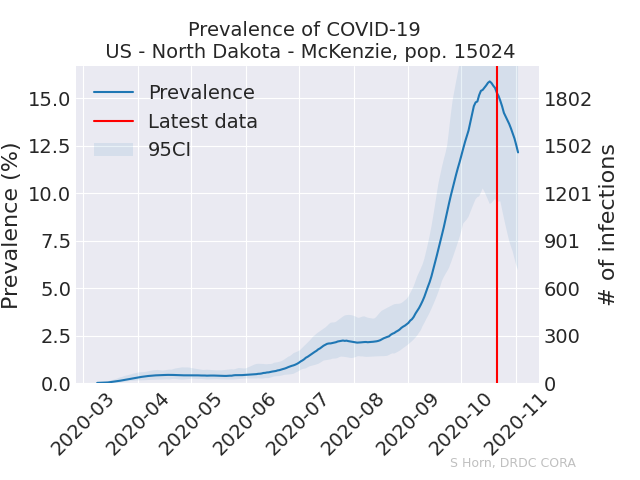 Prevalence of COVID-19
US - North Dakota - McKenzie, pop. 15024
Prevalence
Latest data
95CI
Prevalence (%)
15.0
12.5
10.0
7.5
5.0
2.5
0.0
# of infections
1802
1502
1201
901
600
300
0
2020-03
2020-04
2020-05
2020-06
2020-07
2020-08
2020-09
2020-10
2020-11
S Horn, DRDC CORA